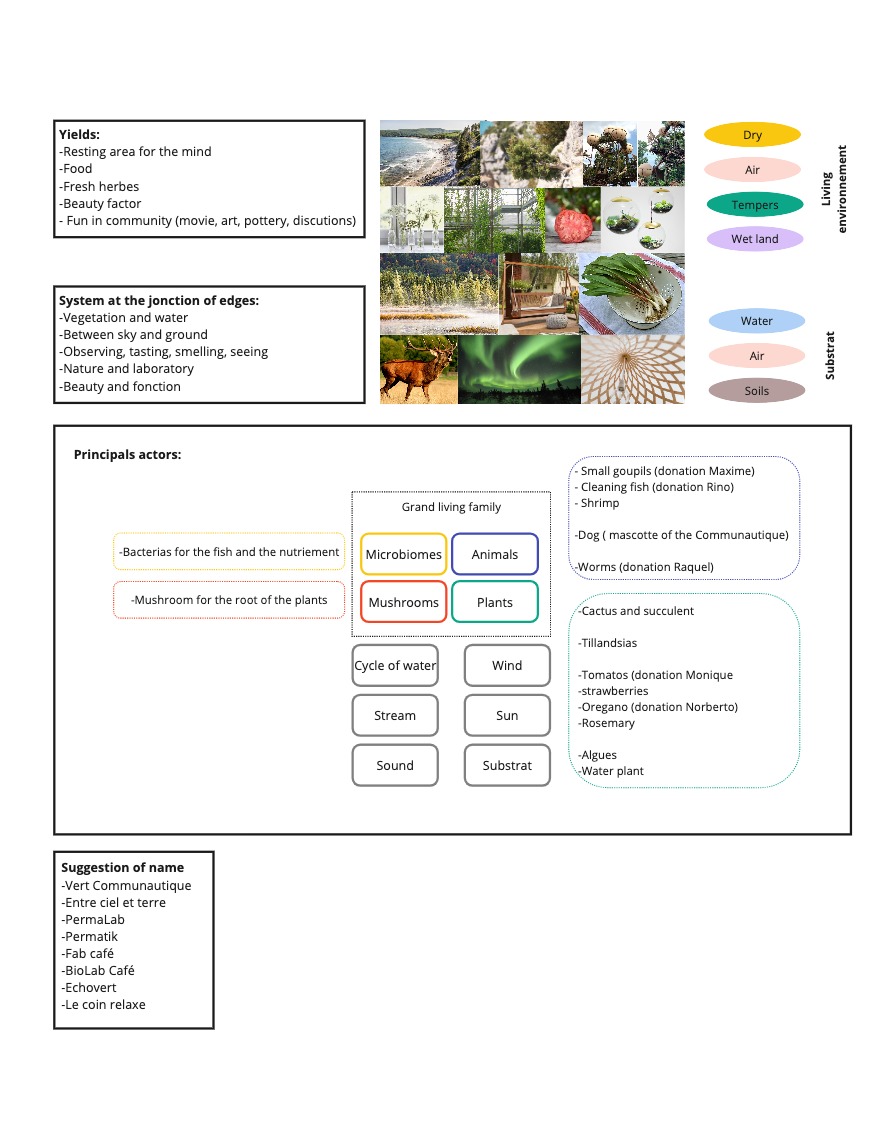 Yields:
-Resting area for the mind
-Food
-Fresh herbes
-Beauty factor
- Fun in community (movie, art, pottery, discutions)
System at the jonction of edges:
-Vegetation and water
-Between sky and ground
-Observing, tasting, smelling, seeing
-Nature and laboratory
-Beauty and fonction
Dry
Air
Tempers
Wet land
Living
environnement
Water
Air
Soils
Substrat
Principals actors:
Grand living family
Microbiomes
Animals
Mushrooms
Plants
-Bacterias for the fish and the nutriement
-Mushroom for the root of the plants
Cycle of water
Wind
Stream
Sun
Sound
Substrat
- Small goupils (donation Maxime)
- Cleaning fish (donation Rino)
- Shrimp
-Dog ( mascotte of the Communautique)
-Worms (donation Raquel)
-Cactus and succulent
-Tillandsias
-Tomatos (donation Monique
-strawberries
-Oregano (donation Norberto)
-Rosemary
-Algues
-Water plant
Suggestion of name
-Vert Communautique
-Entre ciel et terre
-PermaLab
-Permatik
-Fab café
-BioLab Café
-Echovert
-Le coin relaxe